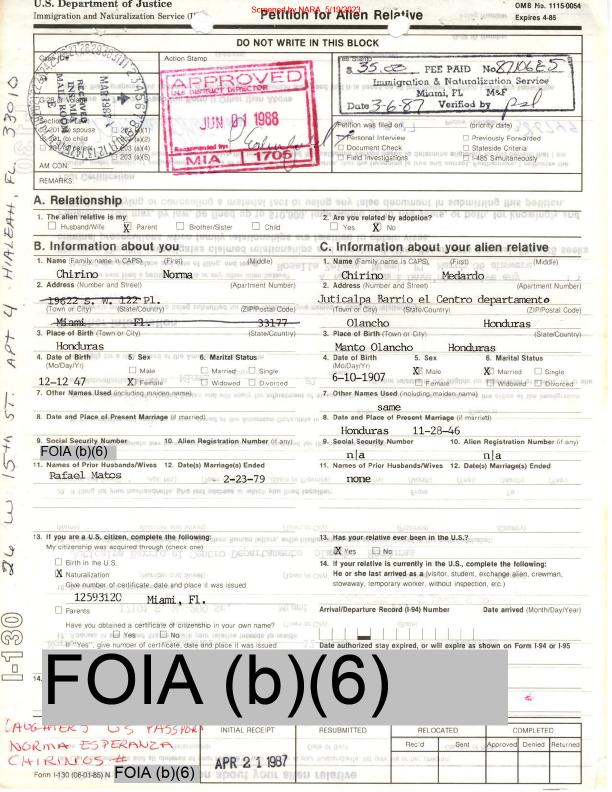 Screened by NARA, 5/19/2023
U.S. Department of Justice
Immigration and Naturalization Service
Petition for Alien Relative
OMB No. 1115-0054
Expires 4-85
DO NOT WRITE IN THIS BLOCK
Action Stamp
APPROVED
INS DISTRICT DIRECTOR
JUN 01 1988
Recommended by:
MIA 1705
Fee Stamp
$ 35.00 FEE PAID
Immigration & Naturalization Service
Miami, FL M&F
Date 3-6-87 Verified by
Petition was filed on: (priority date)
Personal Interview
Previously Forwarded
Document Check
Stateside Criteria
Field Investigations
I-485 Simultaneously
AM CON:
REMARKS:
A. Relationship
1. The alien relative is my
Husband/Wife X Parent Brother/Sister Child
2. Are you related by adoption?
Yes X No
B. Information about you
1. Name (Family name in CAPS) (First) (Middle)
Chirino Norma
2. Address (Number and Street) (Apartment Number)
19622 S. W. 122 Pl.
(Town or City) (State/Country) (ZIP/Postal Code)
Miami Fl. 33177
3. Place of Birth (Town or City) (State/Country)
Honduras
4. Date of Birth (Mo/Day/Yr) 5. Sex 6. Marital Status
Male Married Single
12-12 47 X Female Widowed Divorced
7. Other Names Used (including maiden name)
8. Date and Place of Present Marriage (if married)
9. Social Security Number 10. Alien Registration Number (if any)
FOIA (b)(6)
11. Names of Prior Husbands/Wives 12. Date(s) Marriage(s) Ended
Rafael Matos 2-23-79
13. If you are a U.S. citizen, complete the following:
My citizenship was acquired through (check one)
Birth in the U.S.
X Naturalization
Give number of certificate, date and place it was issued
12593120 Miami, Fl.
Parents
Have you obtained a certificate of citizenship in your own name?
Yes No
If "Yes", give number of certificate, date and place it was issued
14.
C. Information about your alien relative
1. Name (Family name in CAPS) (First) (Middle)
Chirino Medardo
2. Address (Number and Street) (Apartment Number)
Juticalpa Barrio el Centro departamento
(Town or City) (State/Country) (ZIP/Postal Code)
Olancho Honduras
3. Place of Birth (Town or City) (State/Country)
Manto Olancho Honduras
4. Date of Birth (Mo/Day/Yr) 5. Sex 6. Marital Status
X Male X Married Single
6-10-1907 Female Widowed Divorced
7. Other Names Used (including maiden name)
same
8. Date and Place of Present Marriage (if married)
Honduras 11-28-46
9. Social Security Number 10. Alien Registration Number (if any)
n|a n|a
11. Names of Prior Husbands/Wives 12. Date(s) Marriage(s) Ended
none
13. Has your relative ever been in the U.S.?
X Yes No
14. If your relative is currently in the U.S., complete the following:
He or she last arrived as a (visitor, student, exchange alien, crewman,
stowaway, temporary worker, without inspection, etc.)
Arrival/Departure Record (I-94) Number Date arrived (Month/Day/Year)
Date authorized stay expired, or will expire as shown on Form I-94 or I-95
FOIA (b)(6)
DAUGHTER'S US PASSPORT
NORMA ESPERANZA
CHIRINOS #
FOIA (b)(6)
Form I-130 (06-01-85) N
INITIAL RECEIPT
APR 21 1987
RESUBMITTED
RELOCATED
Rec'd Sent
COMPLETED
Approved Denied Returned
I-130 26 W 15TH ST. APT 4 HIALEAH, FL 33010